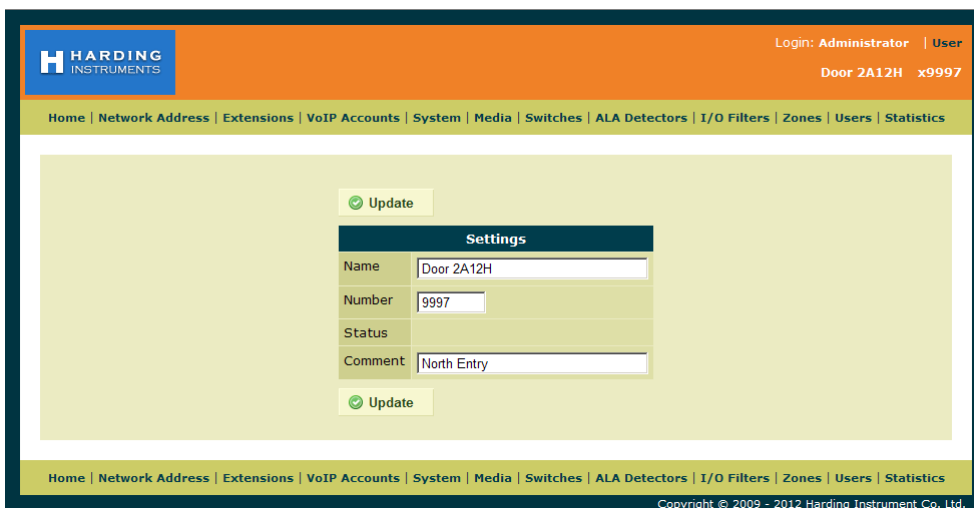 HARDING
INSTRUMENTS
Login: Administrator | User
Door 2A12H x9997
Home | Network Address | Extensions | VoIP Accounts | System | Media | Switches | ALA Detectors | I/O Filters | Zones | Users | Statistics
Update
Settings
Name Door 2A12H
Number 9997
Status
Comment North Entry
Update
Home | Network Address | Extensions | VoIP Accounts | System | Media | Switches | ALA Detectors | I/O Filters | Zones | Users | Statistics
Copyright © 2009 - 2012 Harding Instrument Co. Ltd.